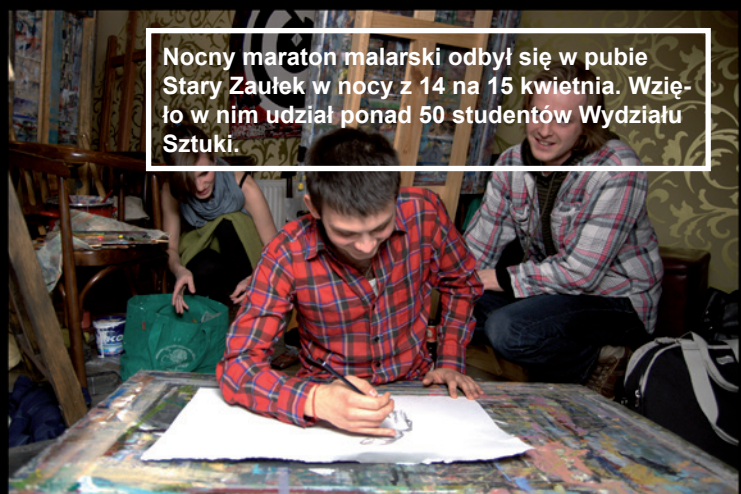 Nocny maraton malarski odbył się w pubie
Stary Zaułek w nocy z 14 na 15 kwietnia. Wzię-
ło w nim udział ponad 50 studentów Wydziału
Sztuki.